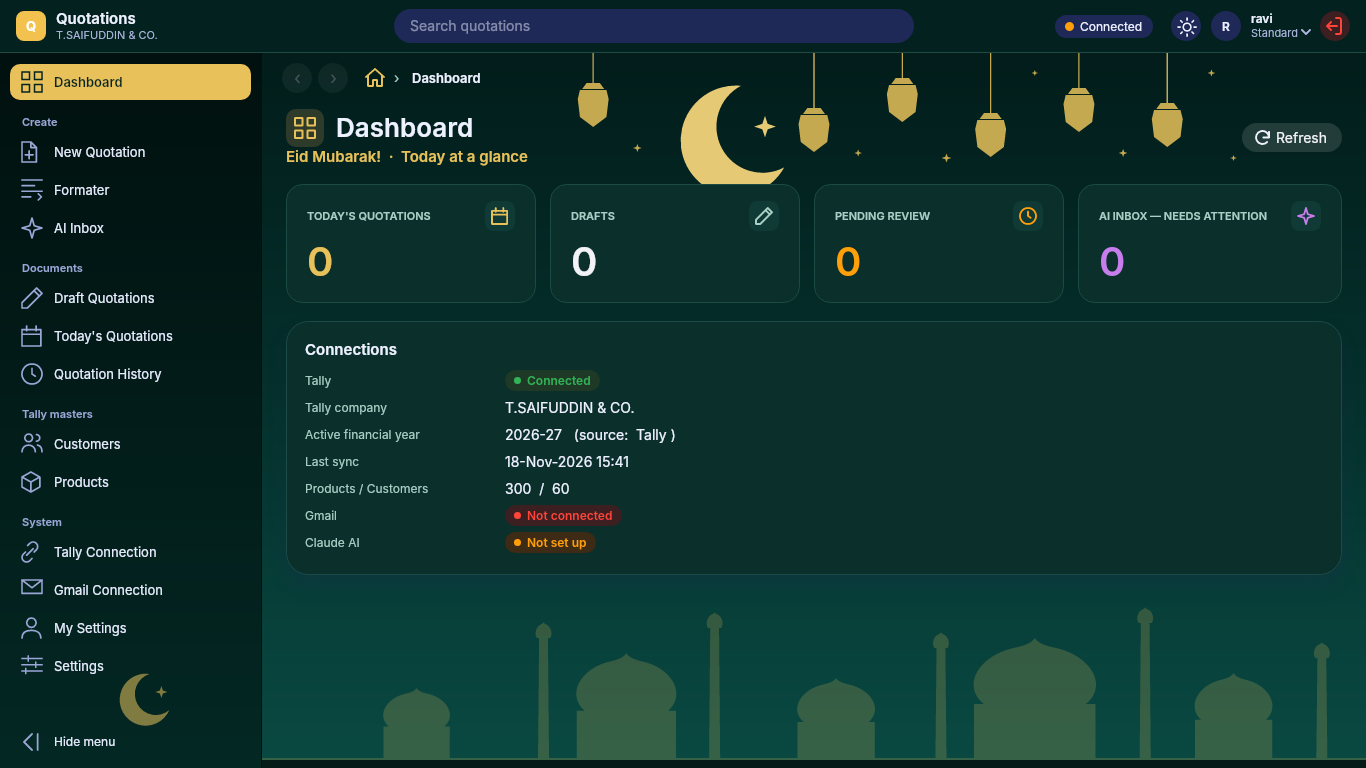 Q
Quotations
T.SAIFUDDIN & CO.
Search quotations
Connected
R
ravi
Standard
Dashboard
Create
New Quotation
Formater
AI Inbox
Documents
Draft Quotations
Today's Quotations
Quotation History
Tally masters
Customers
Products
System
Tally Connection
Gmail Connection
My Settings
Settings
Hide menu
Dashboard
Dashboard
Eid Mubarak! · Today at a glance
Refresh
TODAY'S QUOTATIONS
0
DRAFTS
0
PENDING REVIEW
0
AI INBOX — NEEDS ATTENTION
0
Connections
Tally Connected
Tally company T.SAIFUDDIN & CO.
Active financial year 2026-27 (source: Tally )
Last sync 18-Nov-2026 15:41
Products / Customers 300 / 60
Gmail Not connected
Claude AI Not set up